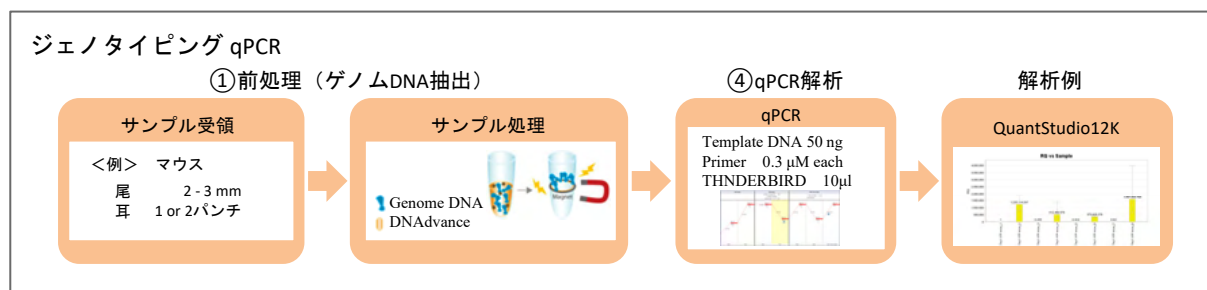 ジェノタイピング qPCR
①前処理（ゲノムDNA抽出）
④qPCR解析
解析例
サンプル受領
＜例＞ マウス
尾 2 - 3 mm
耳 1 or 2パンチ
サンプル処理
Genome DNA
DNAdvance
Magnet
qPCR
Template DNA 50 ng
Primer 0.3 μM each
THNDERBIRD 10μl
QuantStudio12K
RQ vs Sample